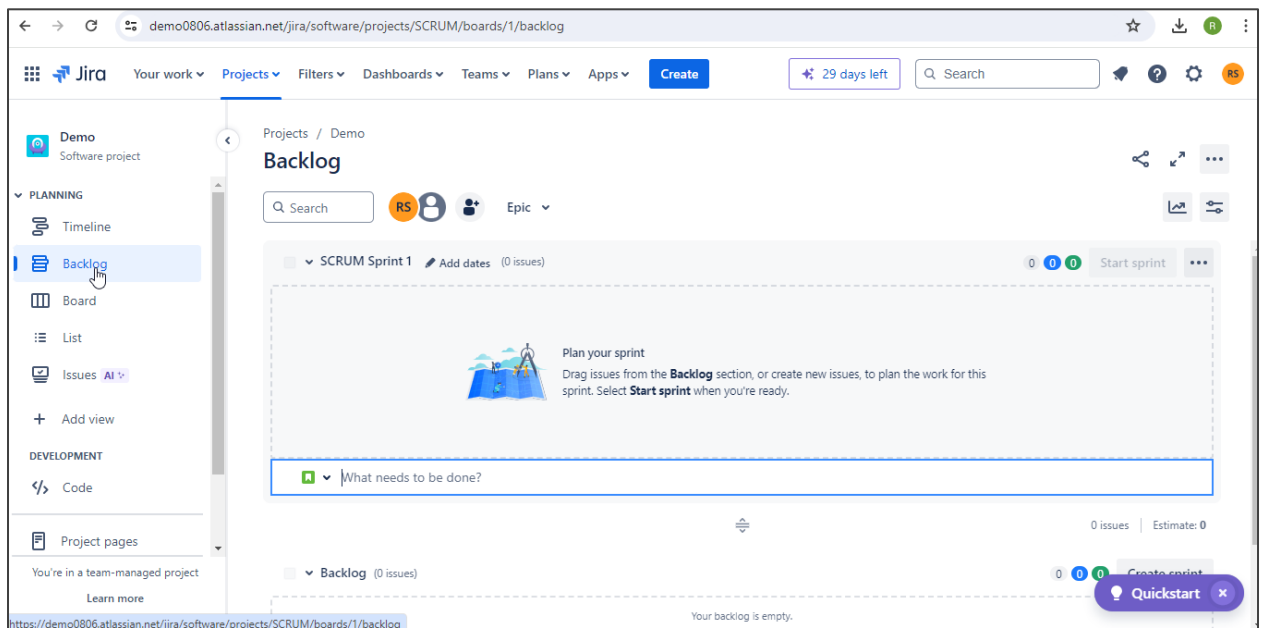 demo0806.atlassian.net/jira/software/projects/SCRUM/boards/1/backlog
R
Jira Your work Projects Filters Dashboards Teams Plans Apps Create 29 days left Search RS
Demo
Software project
PLANNING
Timeline
Backlog
Board
List
Issues AI
Add view
DEVELOPMENT
Code
Project pages
You're in a team-managed project
Learn more
Projects / Demo
Backlog
Search RS Epic
SCRUM Sprint 1 Add dates (0 issues) 0 0 0 Start sprint
Plan your sprint
Drag issues from the Backlog section, or create new issues, to plan the work for this
sprint. Select Start sprint when you're ready.
What needs to be done?
0 issues Estimate: 0
Backlog (0 issues) 0 0 0 Create sprint
Quickstart
Your backlog is empty.
https://demo0806.atlassian.net/jira/software/projects/SCRUM/boards/1/backlog